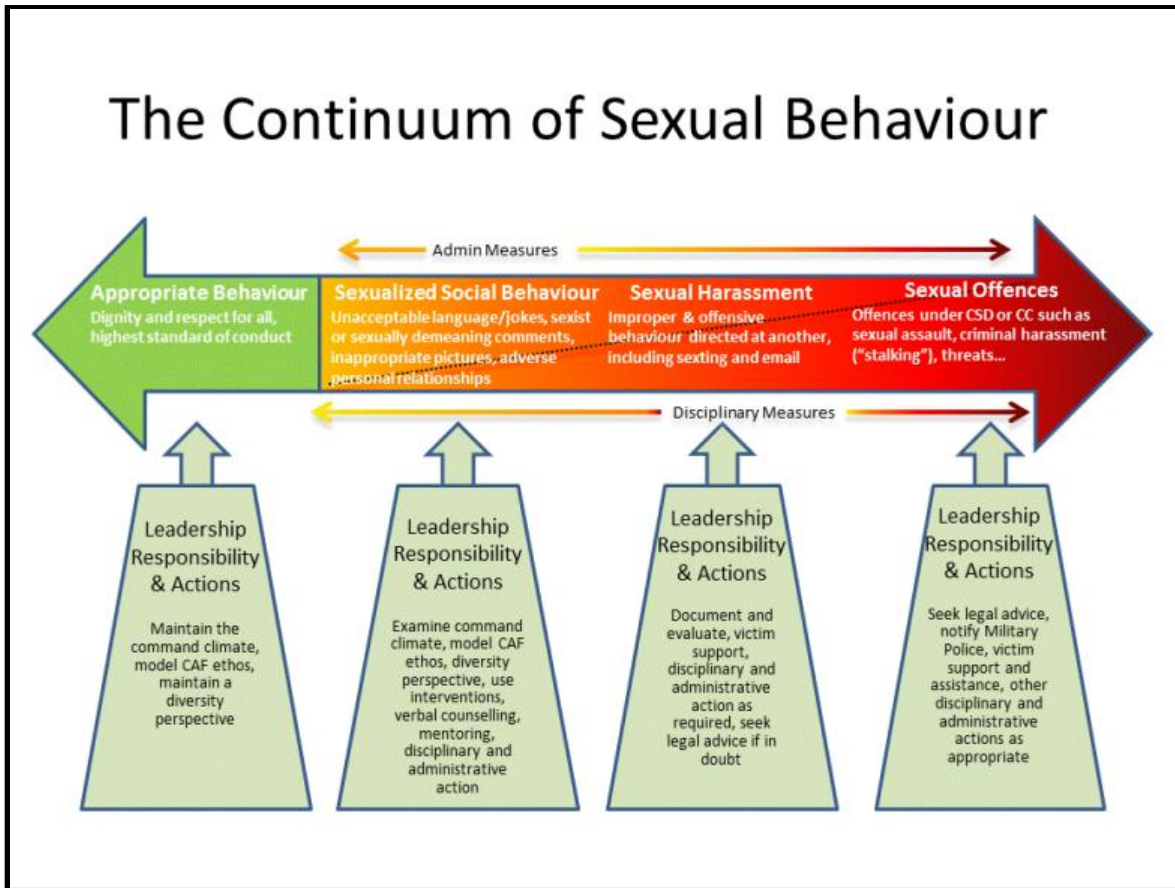 The Continuum of Sexual Behaviour
Admin Measures
Appropriate Behaviour
Dignity and respect for all,
highest standard of conduct
Sexualized Social Behaviour
Unacceptable language/jokes, sexist
or sexually demeaning comments,
inappropriate pictures, adverse
personal relationships
Sexual Harassment
Improper & offensive
behaviour directed at another,
including sexting and email
Sexual Offences
Offences under CSD or CC such as
sexual assault, criminal harassment
("stalking"), threats...
Disciplinary Measures
Leadership
Responsibility
& Actions
Maintain the
command climate,
model CAF ethos,
maintain a
diversity
perspective
Leadership
Responsibility
& Actions
Examine command
climate, model CAF
ethos, diversity
perspective, use
interventions,
verbal counselling,
mentoring,
disciplinary and
administrative
action
Leadership
Responsibility
& Actions
Document and
evaluate, victim
support,
disciplinary and
administrative
action as
required, seek
legal advice if in
doubt
Leadership
Responsibility
& Actions
Seek legal advice,
notify Military
Police, victim
support and
assistance, other
disciplinary and
administrative
actions as
appropriate